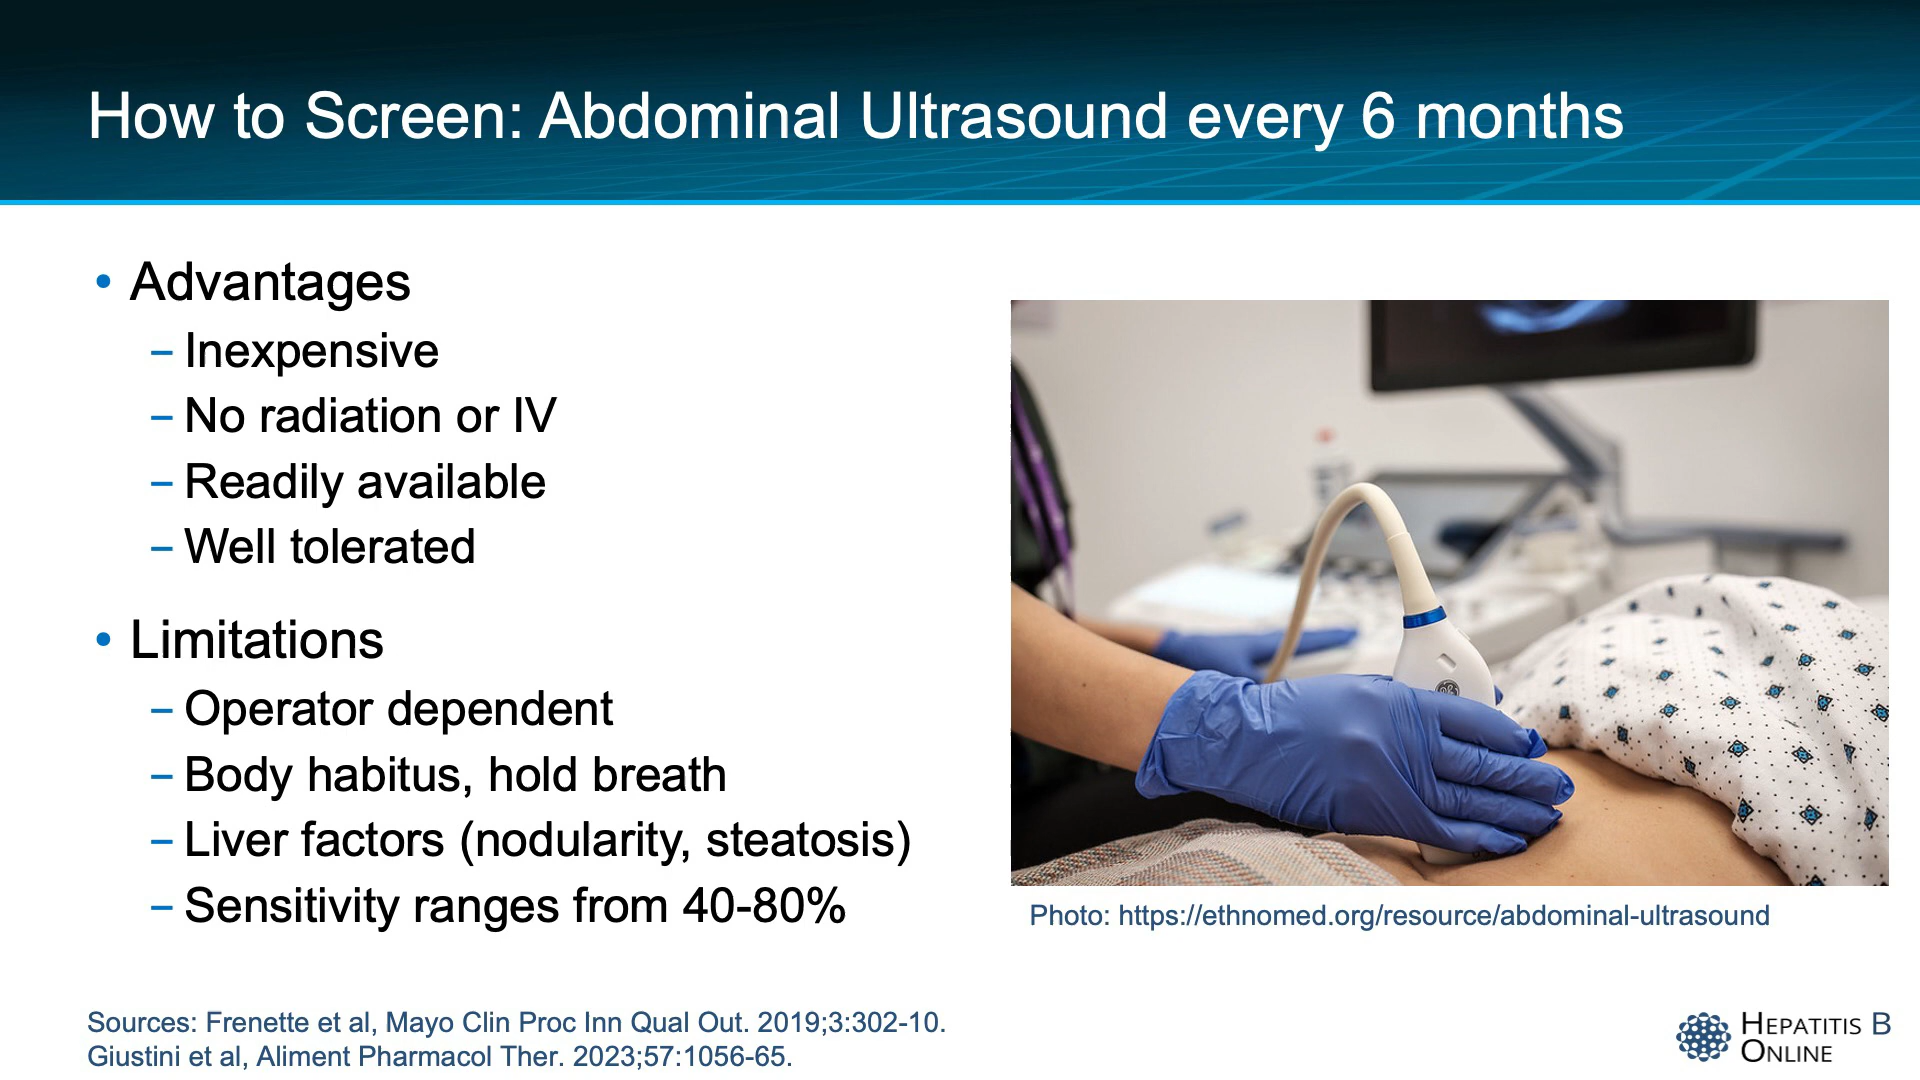 How to Screen: Abdominal Ultrasound every 6 months
• Advantages
– Inexpensive
– No radiation or IV
– Readily available
– Well tolerated
• Limitations
– Operator dependent
– Body habitus, hold breath
– Liver factors (nodularity, steatosis)
– Sensitivity ranges from 40-80%
Photo: https://ethnomed.org/resource/abdominal-ultrasound
Sources: Frenette et al, Mayo Clin Proc Inn Qual Out. 2019;3:302-10.
Giustini et al, Aliment Pharmacol Ther. 2023;57:1056-65.
HEPATITIS B
ONLINE